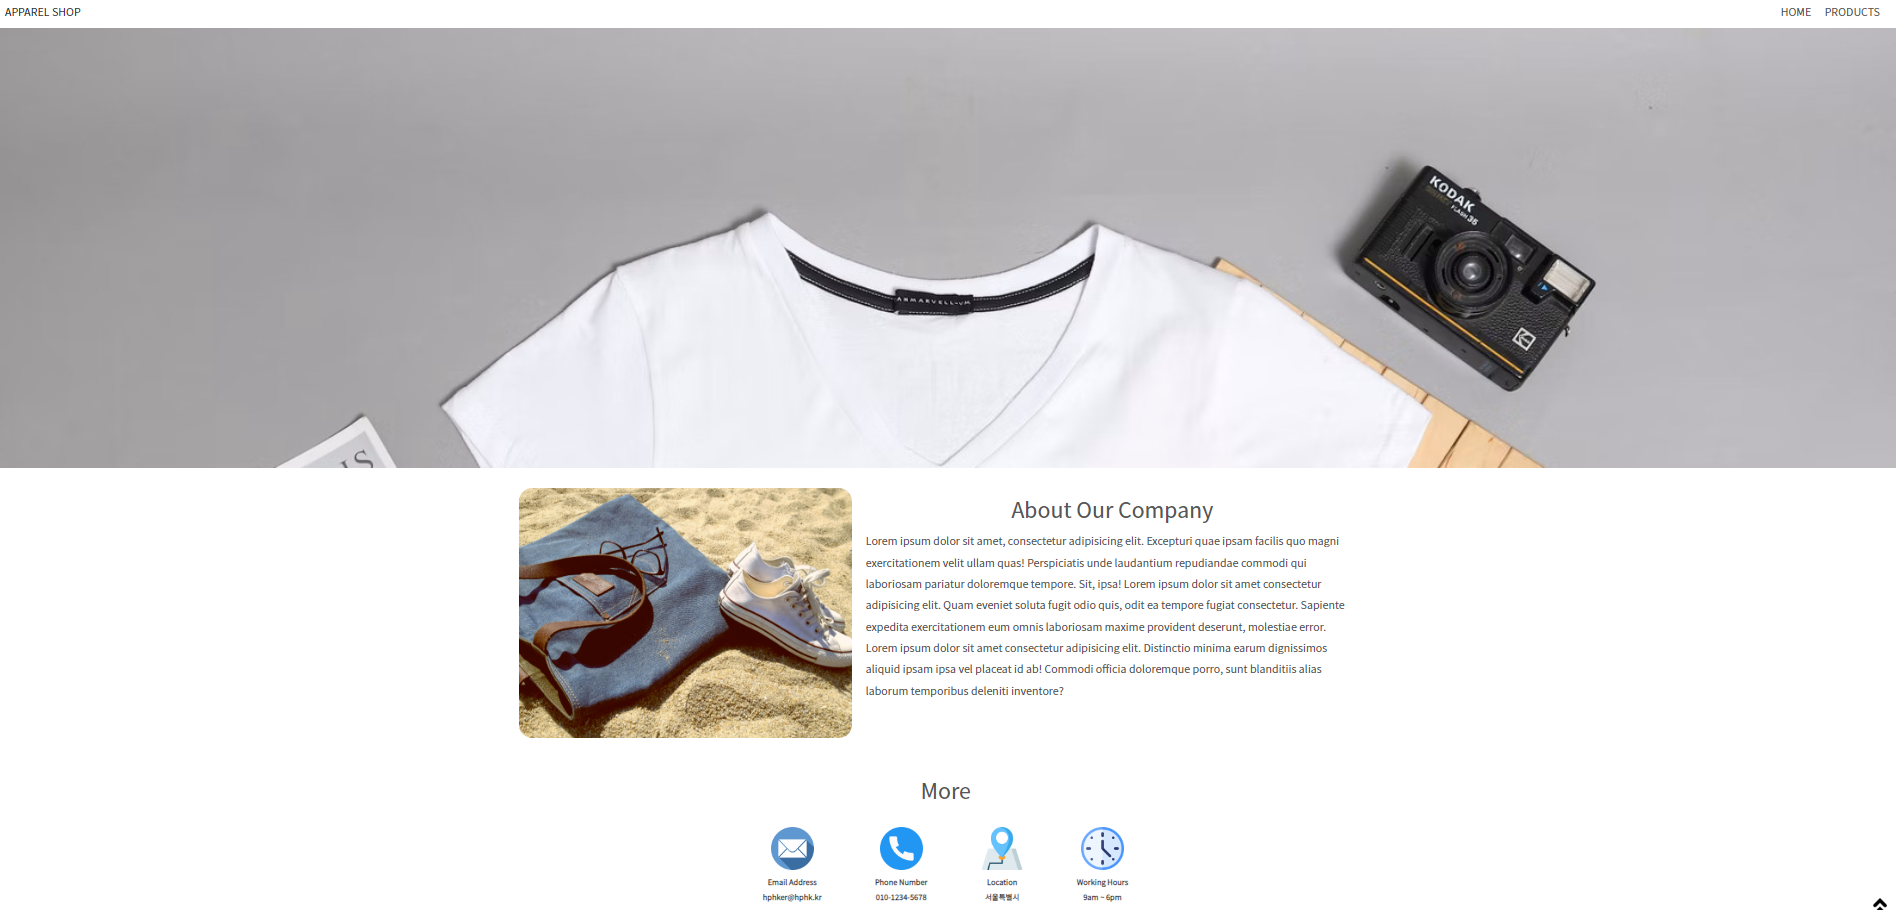 APPAREL SHOP
HOME PRODUCTS
KODAK
FLASH 35
ARMARVELLUM
IS
About Our Company
Lorem ipsum dolor sit amet, consectetur adipisicing elit. Excepturi quae ipsam facilis quo magni
exercitationem velit ullam quas! Perspiciatis unde laudantium repudiandae commodi qui
laboriosam pariatur doloremque tempore. Sit, ipsa! Lorem ipsum dolor sit amet consectetur
adipisicing elit. Quam eveniet soluta fugit odio quis, odit ea tempore fugiat consectetur. Sapiente
expedita exercitationem eum omnis laboriosam maxime provident deserunt, molestiae error.
Lorem ipsum dolor sit amet consectetur adipisicing elit. Distinctio minima earum dignissimos
aliquid ipsam ipsa vel placeat id ab! Commodi officia doloremque porro, sunt blanditiis alias
laborum temporibus deleniti inventore?
More
Email Address
hphker@hphk.kr
Phone Number
010-1234-5678
Location
서울특별시
Working Hours
9am ~ 6pm